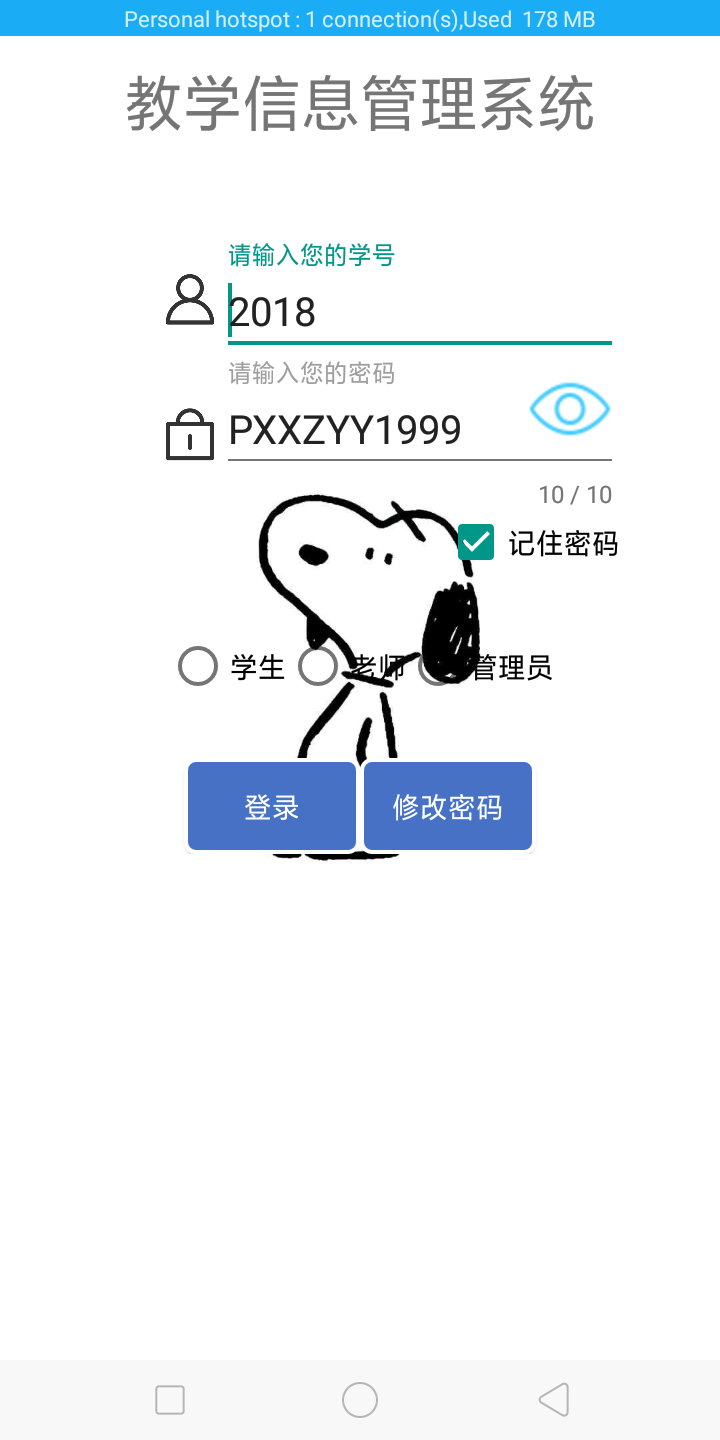 Personal hotspot : 1 connection(s),Used  178 MB
教学信息管理系统
请输入您的学号
2018
请输入您的密码
PXXZYY1999
10 / 10
记住密码
学生 老师 管理员
登录 修改密码